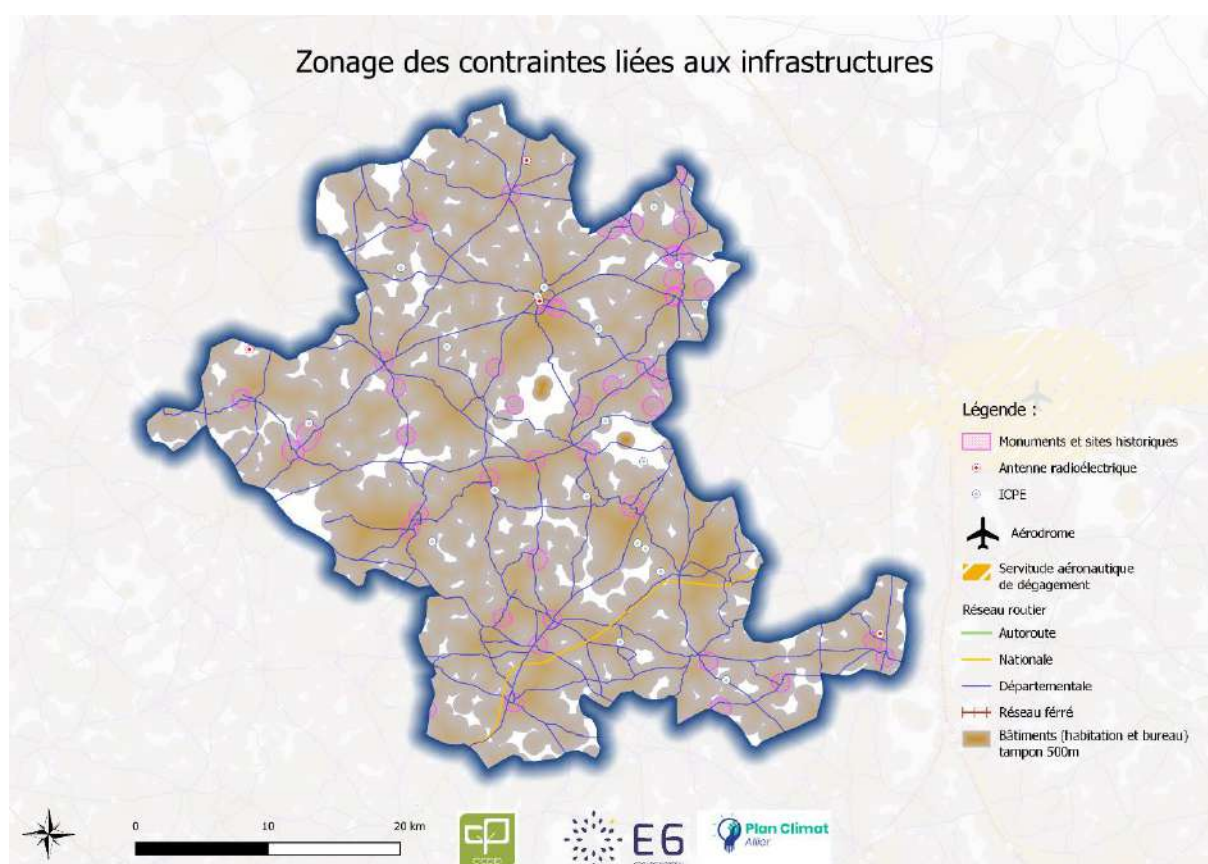 Zonage des contraintes liées aux infrastructures
Légende :
Monuments et sites historiques
Antenne radioélectrique
ICPE
Aérodrome
Servitude aéronautique
de dégagement
Réseau routier
Autoroute
Nationale
Départementale
Réseau férré
Bâtiments (habitation et bureau)
tampon 500m
0 10 20 km
E6
Plan Climat
Allier